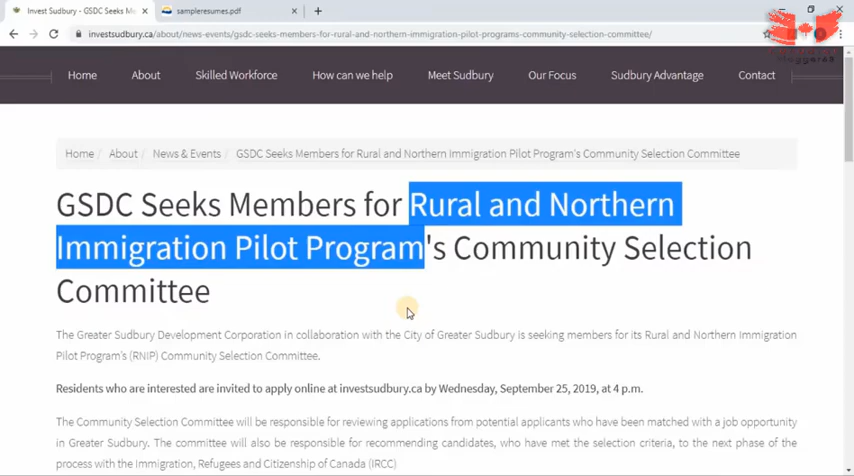 Invest Sudbury - GSDC Seeks Me
sampleresumes.pdf
investsudbury.ca/about/news-events/gsdc-seeks-members-for-rural-and-northern-immigration-pilot-programs-community-selection-committee/
Home About Skilled Workforce How can we help Meet Sudbury Our Focus Sudbury Advantage Contact
Home / About / News & Events / GSDC Seeks Members for Rural and Northern Immigration Pilot Program's Community Selection Committee
GSDC Seeks Members for Rural and Northern
Immigration Pilot Program's Community Selection
Committee
The Greater Sudbury Development Corporation in collaboration with the City of Greater Sudbury is seeking members for its Rural and Northern Immigration
Pilot Program's (RNIP) Community Selection Committee.
Residents who are interested are invited to apply online at investsudbury.ca by Wednesday, September 25, 2019, at 4 p.m.
The Community Selection Committee will be responsible for reviewing applications from potential applicants who have been matched with a job opportunity
in Greater Sudbury. The committee will also be responsible for recommending candidates, who have met the selection criteria, to the next phase of the
process with the Immigration, Refugees and Citizenship of Canada (IRCC)